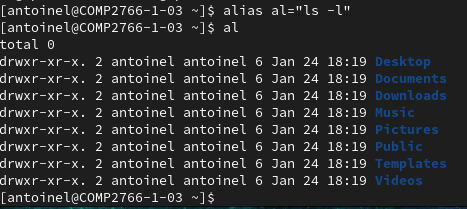 [antoinel@COMP2766-1-03 ~]$ alias al="ls -l"
[antoinel@COMP2766-1-03 ~]$ al
total 0
drwxr-xr-x. 2 antoinel antoinel 6 Jan 24 18:19 Desktop
drwxr-xr-x. 2 antoinel antoinel 6 Jan 24 18:19 Documents
drwxr-xr-x. 2 antoinel antoinel 6 Jan 24 18:19 Downloads
drwxr-xr-x. 2 antoinel antoinel 6 Jan 24 18:19 Music
drwxr-xr-x. 2 antoinel antoinel 6 Jan 24 18:19 Pictures
drwxr-xr-x. 2 antoinel antoinel 6 Jan 24 18:19 Public
drwxr-xr-x. 2 antoinel antoinel 6 Jan 24 18:19 Templates
drwxr-xr-x. 2 antoinel antoinel 6 Jan 24 18:19 Videos
[antoinel@COMP2766-1-03 ~]$